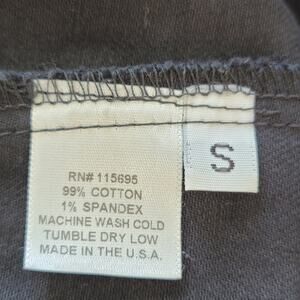 RN# 115695
99% COTTON
1% SPANDEX
MACHINE WASH COLD
TUMBLE DRY LOW
MADE IN THE U.S.A.
S